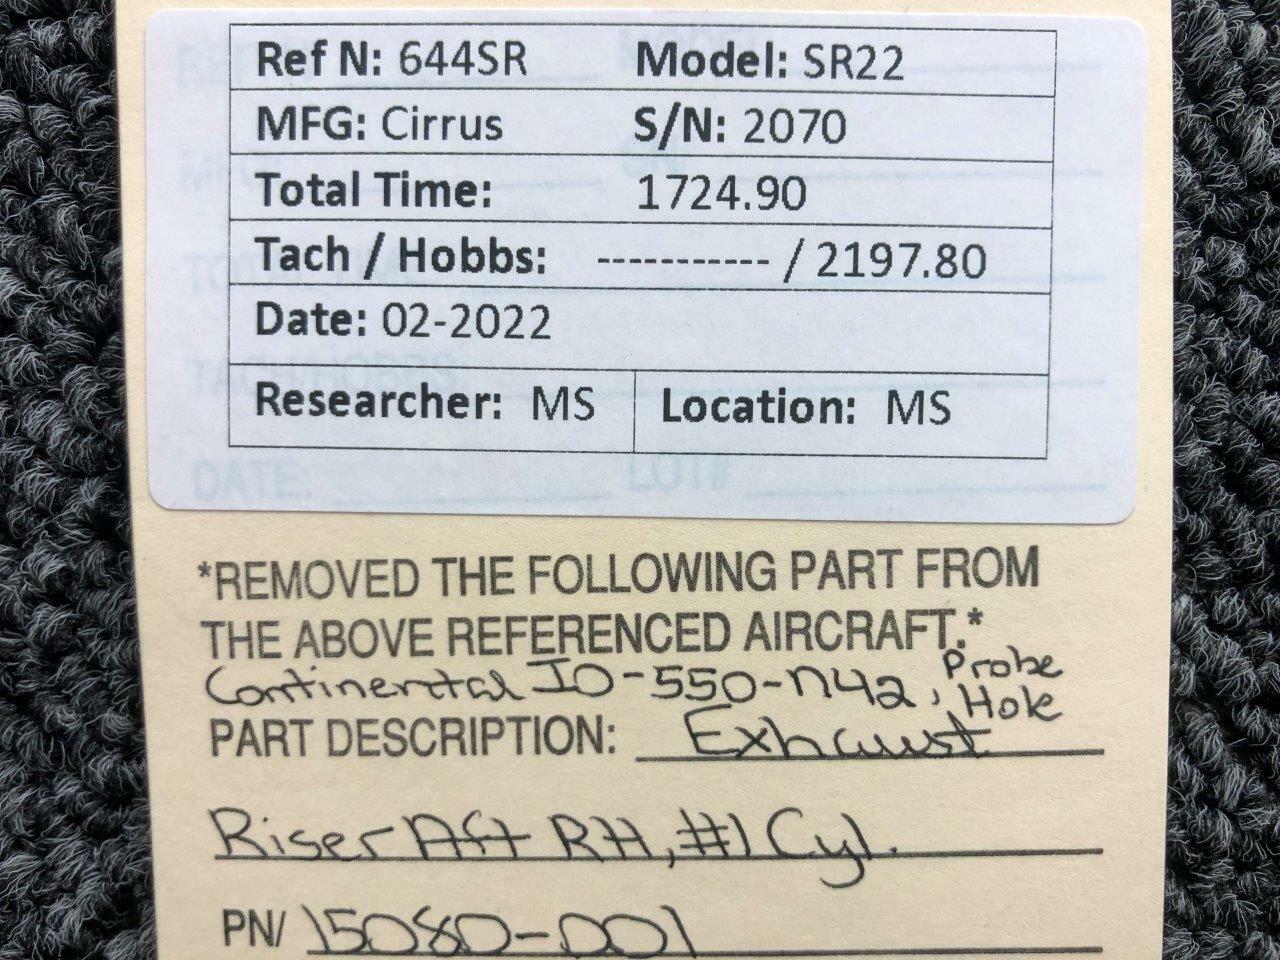 Ref N: 644SR Model: SR22
MFG: Cirrus S/N: 2070
Total Time: 1724.90
Tach / Hobbs: ----------- / 2197.80
Date: 02-2022
Researcher: MS Location: MS
DATE: LOT#
*REMOVED THE FOLLOWING PART FROM
THE ABOVE REFERENCED AIRCRAFT.*
Continental IO-550-N42, Probe
Hole
PART DESCRIPTION: Exhaust
Riser Aft RH, #1 Cyl.
PN/ 15080-001